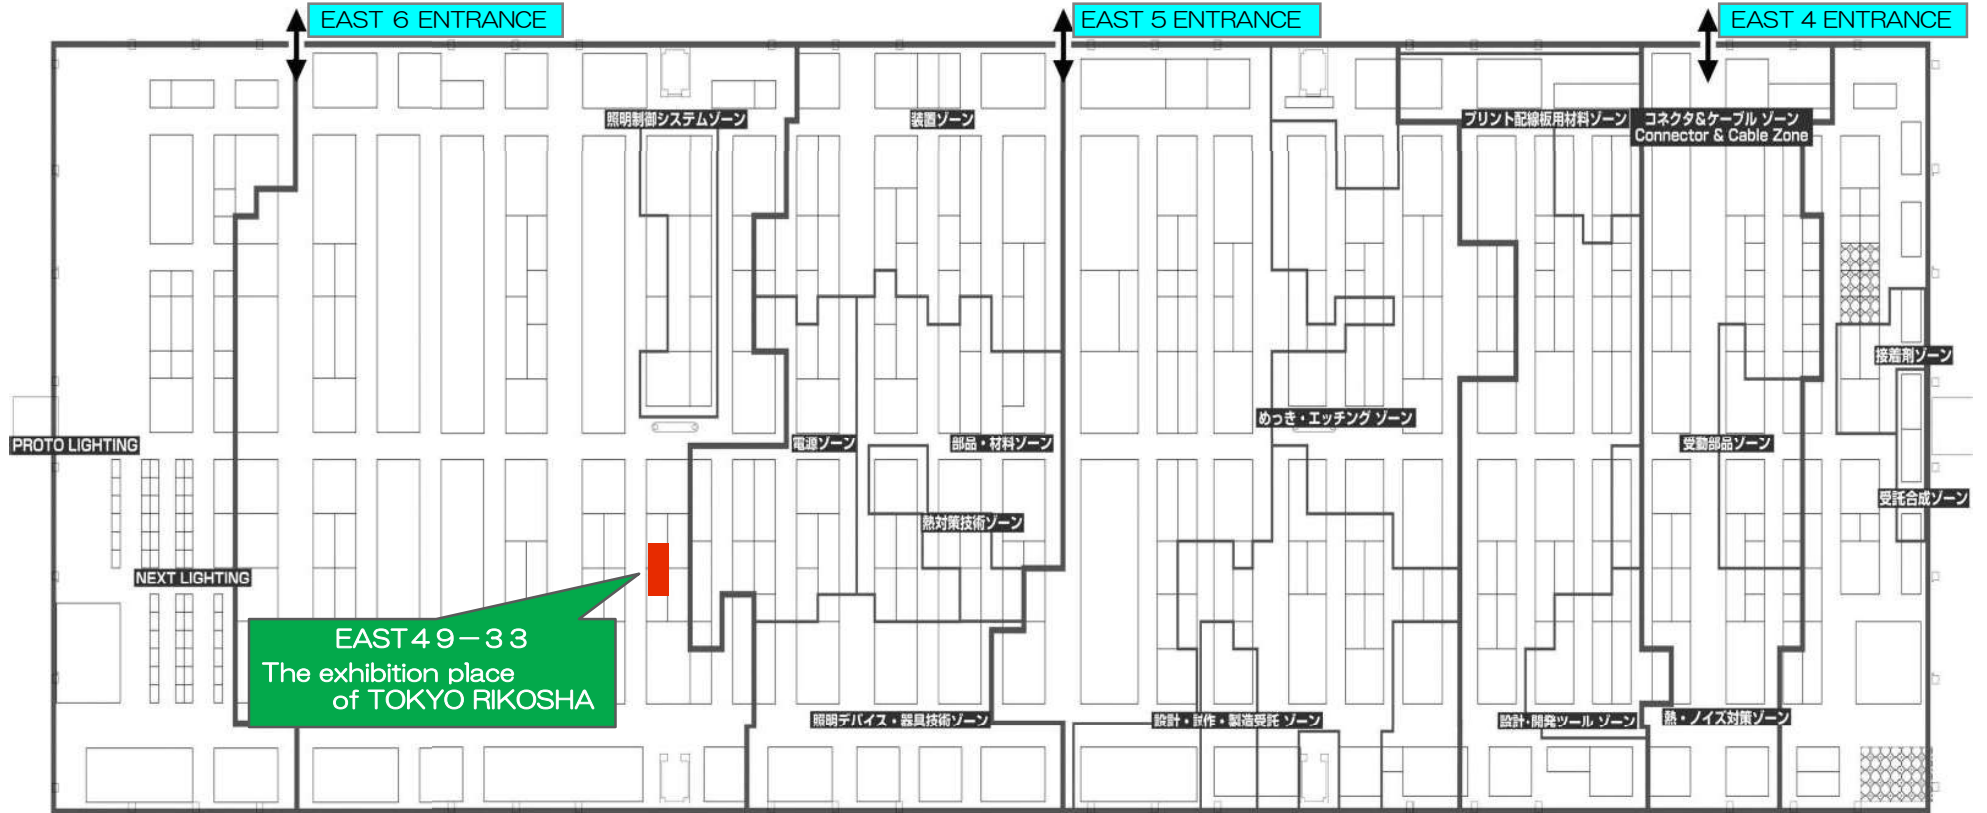 EAST 6 ENTRANCE
EAST 5 ENTRANCE
EAST 4 ENTRANCE
照明制御システムゾーン
装置ゾーン
プリント配線板用材料ゾーン
コネクタ&ケーブル ゾーン
Connector & Cable Zone
接着剤ゾーン
めっき・エッチング ゾーン
PROTO LIGHTING
電源ゾーン
部品・材料ゾーン
受動部品ゾーン
受託合成ゾーン
熱対策技術ゾーン
NEXT LIGHTING
EAST49-33
The exhibition place
of TOKYO RIKOSHA
照明デバイス・器具技術ゾーン
設計・試作・製造受託 ゾーン
設計・開発ツール ゾーン
熱・ノイズ対策ゾーン